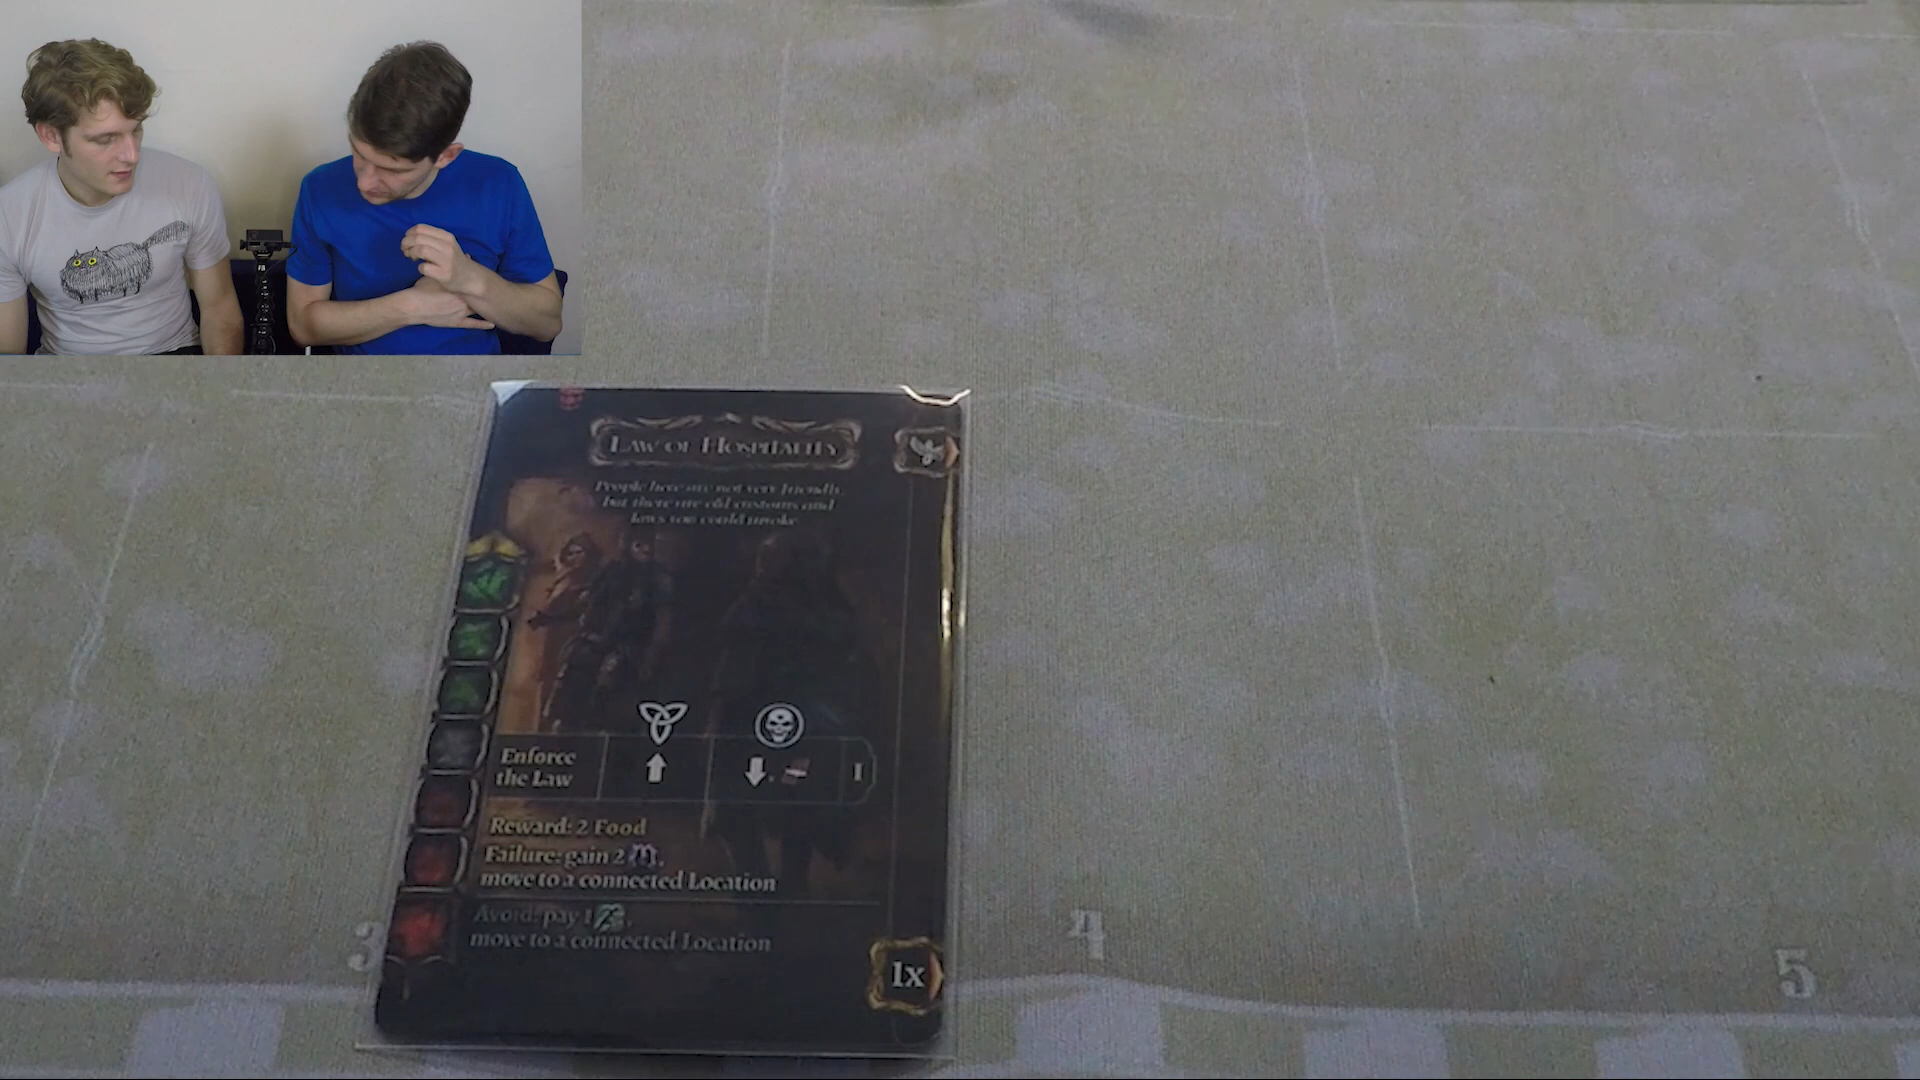 LAW OF HOSPITALITY
People here are not very friendly,
but there are old customs and
laws you could invoke.
Enforce
the Law
I
Reward: 2 Food
Failure: gain 2
move to a connected Location
Avoid: pay 1
move to a connected Location
1x
3
4
5